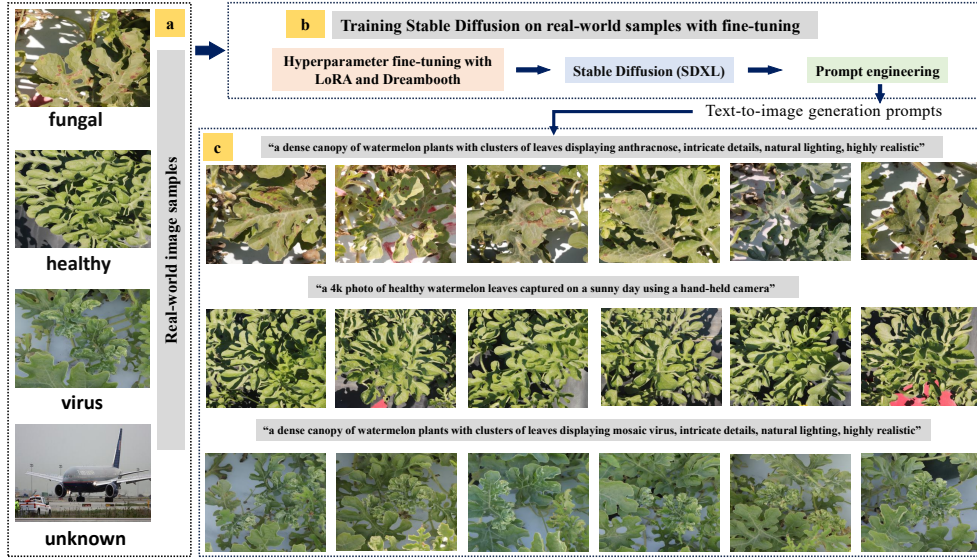 a
fungal
healthy
virus
unknown
Real-world image samples
b
Training Stable Diffusion on real-world samples with fine-tuning
Hyperparameter fine-tuning with
LoRA and Dreambooth
Stable Diffusion (SDXL)
Prompt engineering
Text-to-image generation prompts
c
“a dense canopy of watermelon plants with clusters of leaves displaying anthracnose, intricate details, natural lighting, highly realistic”
“a 4k photo of healthy watermelon leaves captured on a sunny day using a hand-held camera”
“a dense canopy of watermelon plants with clusters of leaves displaying mosaic virus, intricate details, natural lighting, highly realistic”